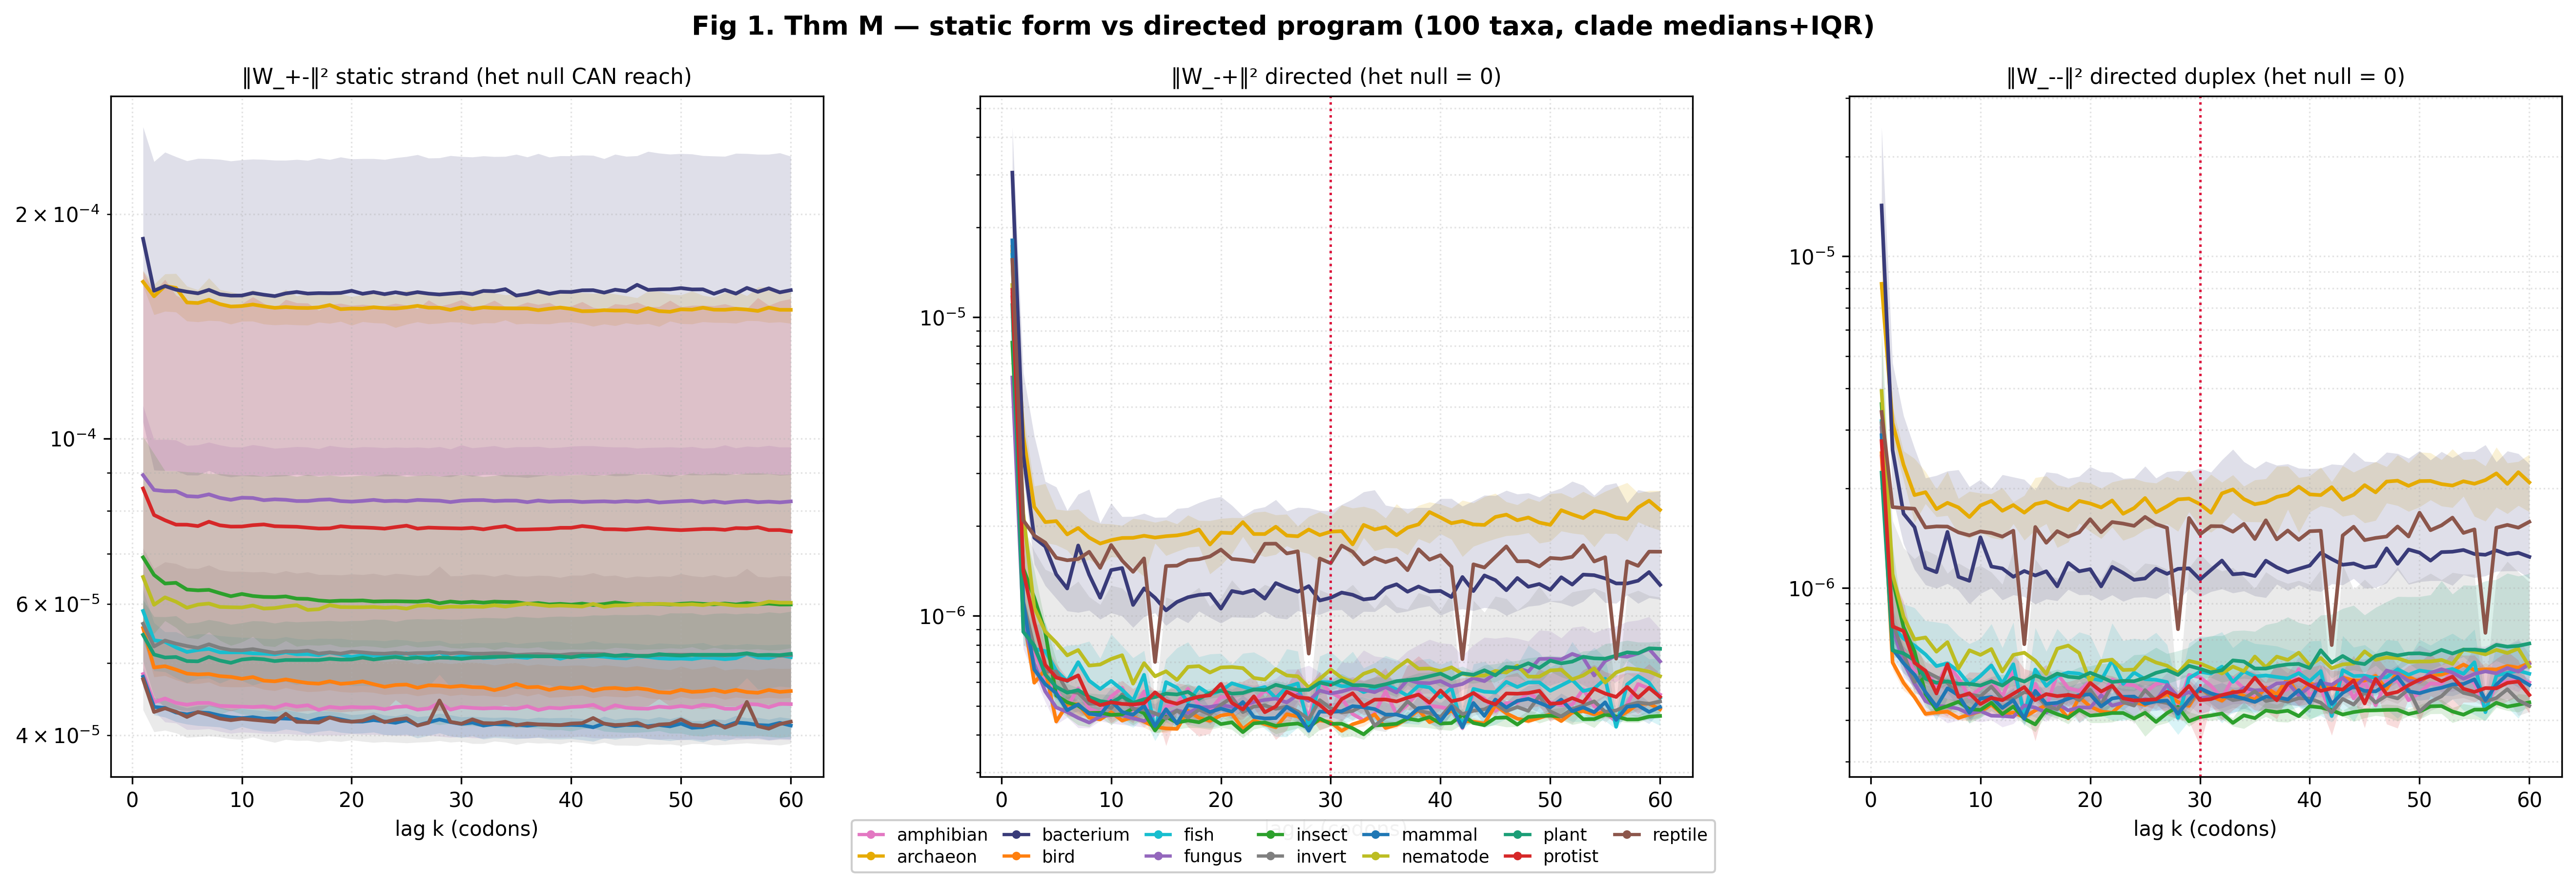 Fig 1. Thm M — static form vs directed program (100 taxa, clade medians+IQR)
‖W_+-‖² static strand (het null CAN reach)
2 × 10⁻⁴
10⁻⁴
6 × 10⁻⁵
4 × 10⁻⁵
0 10 20 30 40 50 60
lag k (codons)
‖W_-+‖² directed (het null = 0)
10⁻⁵
10⁻⁶
0 10 20 30 40 50 60
lag k (codons)
‖W_--‖² directed duplex (het null = 0)
10⁻⁵
10⁻⁶
0 10 20 30 40 50 60
lag k (codons)
amphibian bacterium fish insect mammal plant reptile
archaeon bird fungus invert nematode protist